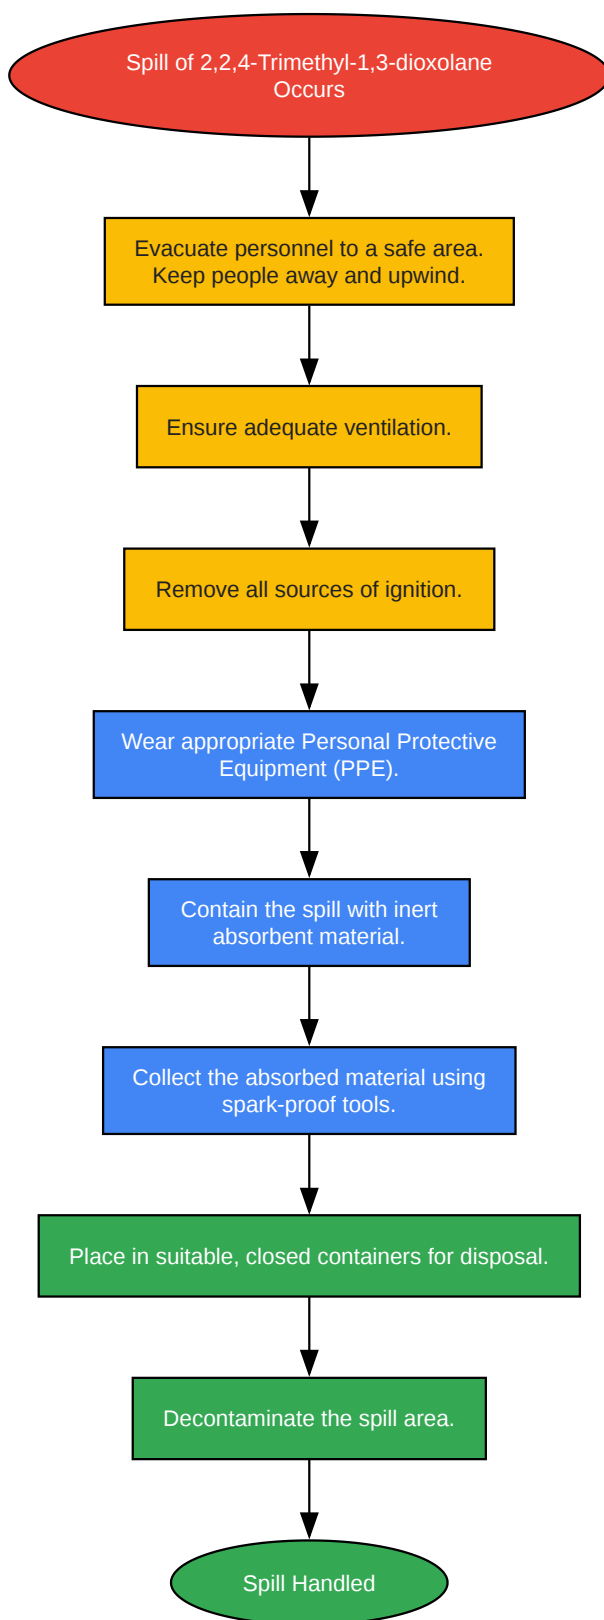 Spill of 2,2,4-Trimethyl-1,3-dioxolane
Occurs
Evacuate personnel to a safe area.
Keep people away and upwind.
Ensure adequate ventilation.
Remove all sources of ignition.
Wear appropriate Personal Protective
Equipment (PPE).
Contain the spill with inert
absorbent material.
Collect the absorbed material using
spark-proof tools.
Place in suitable, closed containers for disposal.
Decontaminate the spill area.
Spill Handled